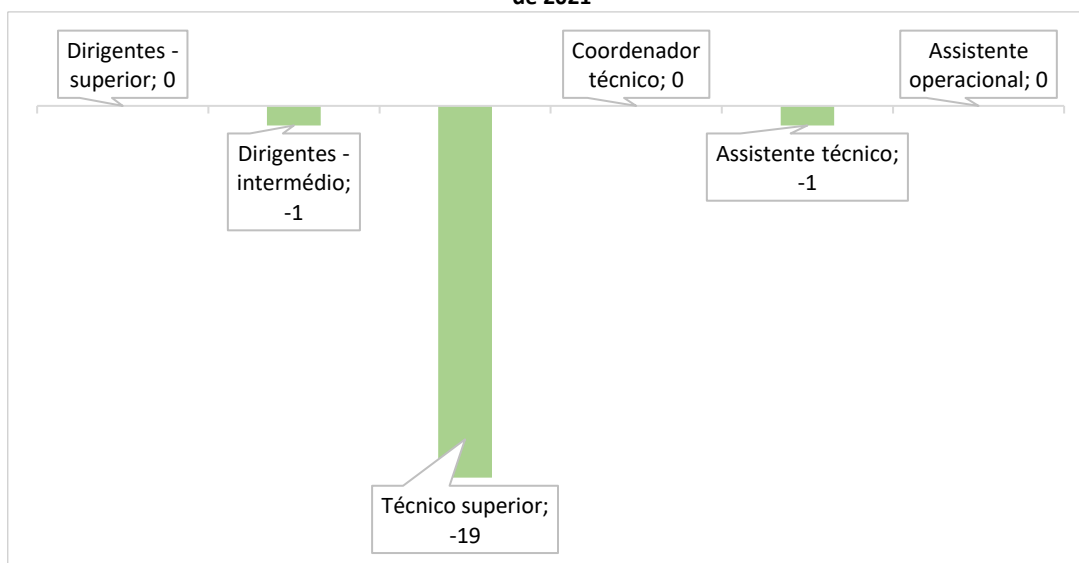 de 2021
Dirigentes -
superior; 0
Dirigentes -
intermédio;
-1
Técnico superior;
-19
Coordenador
técnico; 0
Assistente técnico;
-1
Assistente
operacional; 0